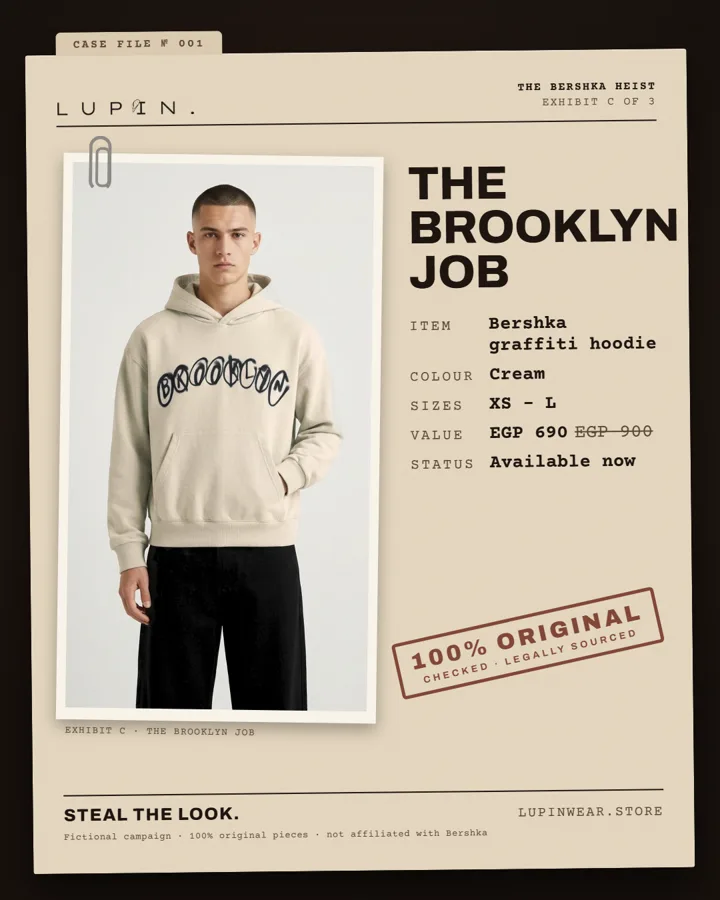 CASE FILE № 001
LUPIN.
THE BERSHKA HEIST
EXHIBIT C OF 3
THE
BROOKLYN
JOB
BROOKLYN
ITEM Bershka
graffiti hoodie
COLOUR Cream
SIZES XS – L
VALUE EGP 690 EGP 900
STATUS Available now
100% ORIGINAL
CHECKED · LEGALLY SOURCED
EXHIBIT C · THE BROOKLYN JOB
STEAL THE LOOK.
LUPINWEAR.STORE
Fictional campaign · 100% original pieces · not affiliated with Bershka